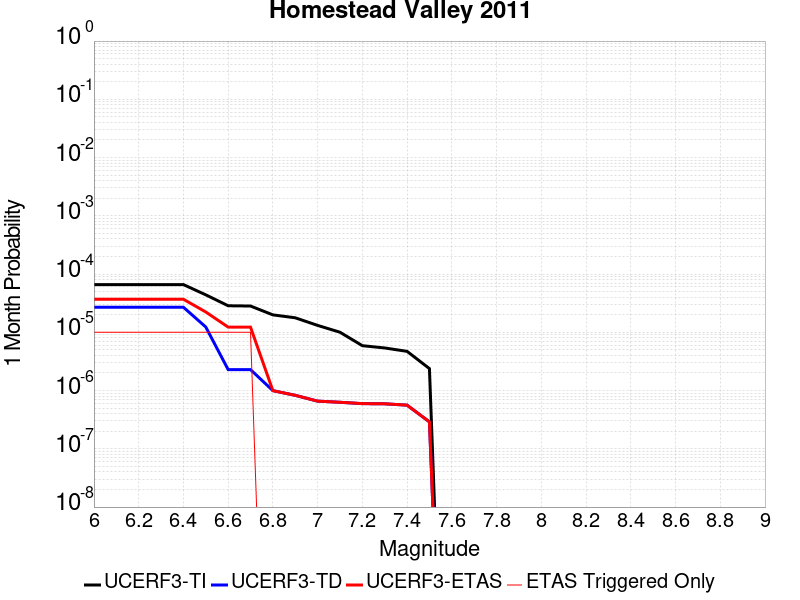 Homestead Valley 2011
1 Month Probability
10^0
10^-1
10^-2
10^-3
10^-4
10^-5
10^-6
10^-7
10^-8
6 6.2 6.4 6.6 6.8 7 7.2 7.4 7.6 7.8 8 8.2 8.4 8.6 8.8 9
Magnitude
UCERF3-TI UCERF3-TD UCERF3-ETAS ETAS Triggered Only